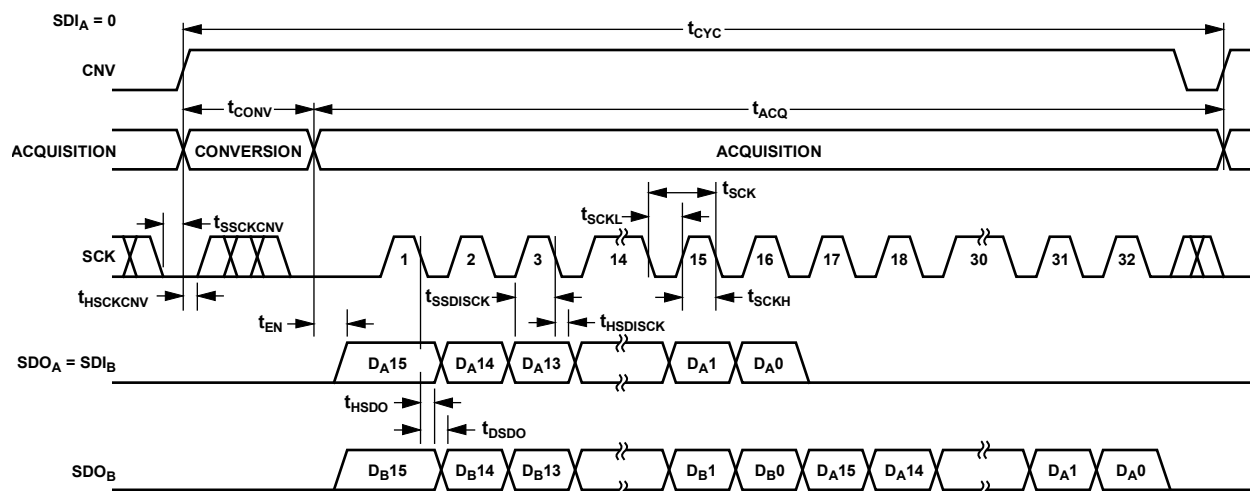 SDIA = 0
tCYC
CNV
tCONV
tACQ
ACQUISITION CONVERSION ACQUISITION
tSCK
tSCKL
tSSCKCNV
SCK 1 2 3 14 15 16 17 18 30 31 32
tHSCKCNV
tSSDISCK
tSCKH
tEN
tHSDISCK
SDOA = SDIB DA15 DA14 DA13 DA1 DA0
tHSDO
tDSDO
SDOB DB15 DB14 DB13 DB1 DB0 DA15 DA14 DA1 DA0